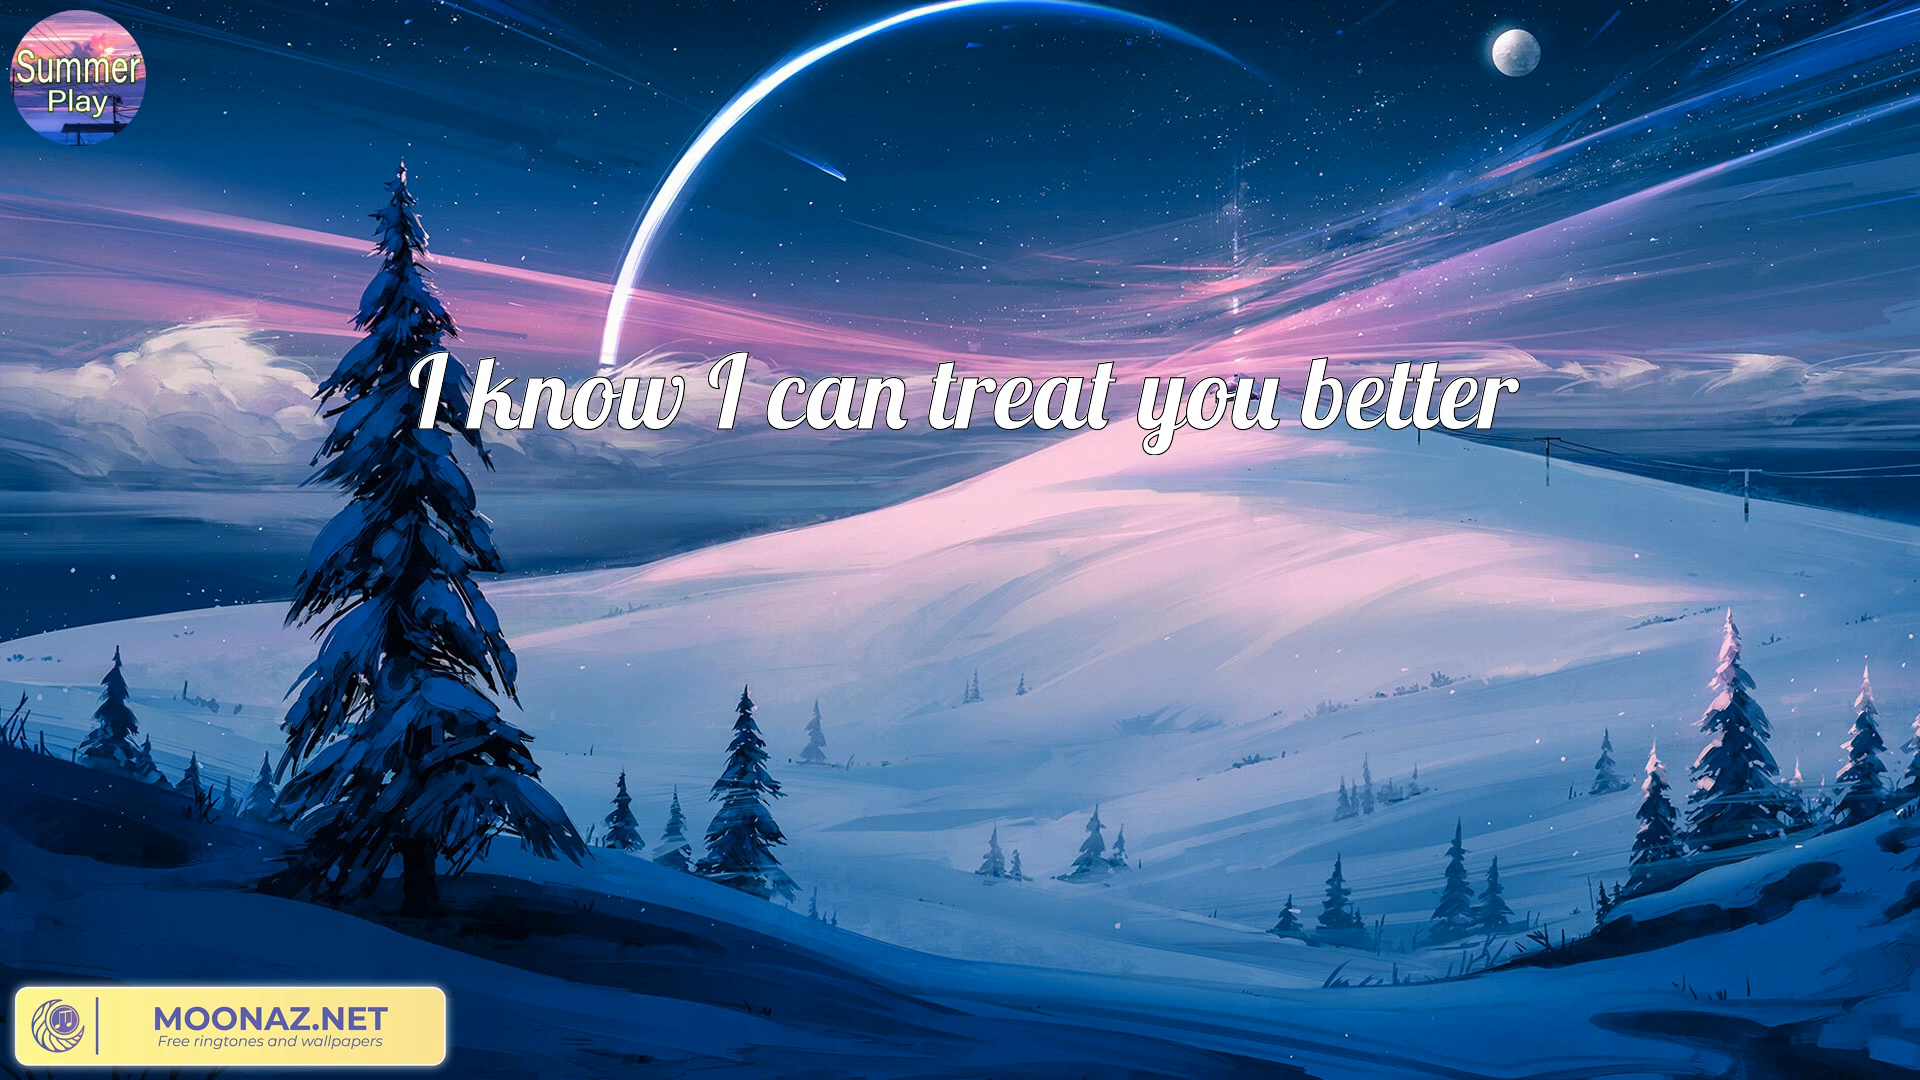 Summer
Play
I know I can treat you better
MOONAZ.NET
Free ringtones and wallpapers